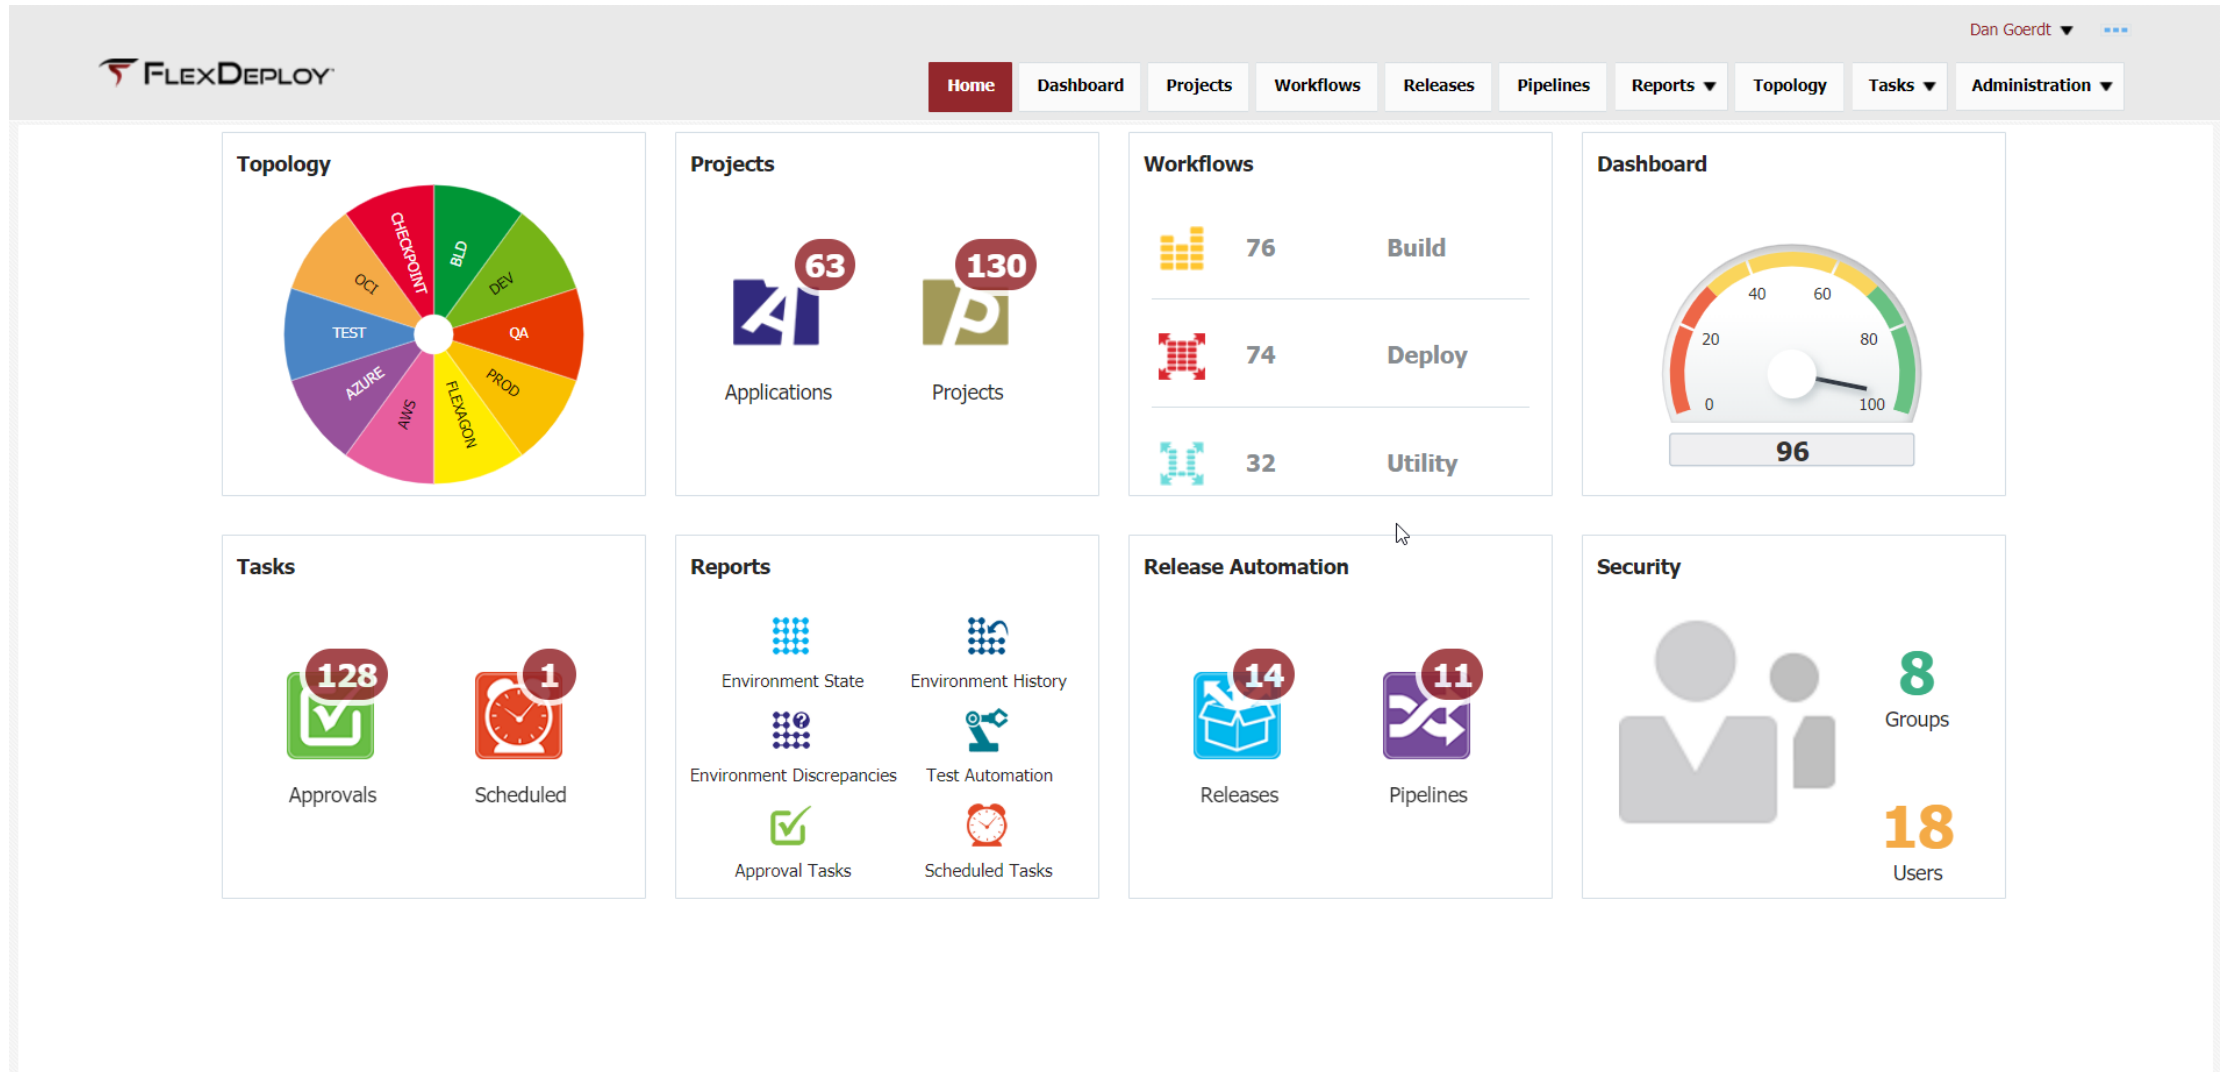 Dan Goerdt
FLEXDEPLOY
Home Dashboard Projects Workflows Releases Pipelines Reports Topology Tasks Administration
Topology
CHECKPOINT
BLD
DEV
QA
PROD
FLEXAGON
AWS
AZURE
TEST
OCI
Projects
63
Applications
130
Projects
Workflows
76 Build
74 Deploy
32 Utility
Dashboard
0
20
40
60
80
100
96
Tasks
128
Approvals
1
Scheduled
Reports
Environment State
Environment History
Environment Discrepancies
Test Automation
Approval Tasks
Scheduled Tasks
Release Automation
14
Releases
11
Pipelines
Security
8
Groups
18
Users